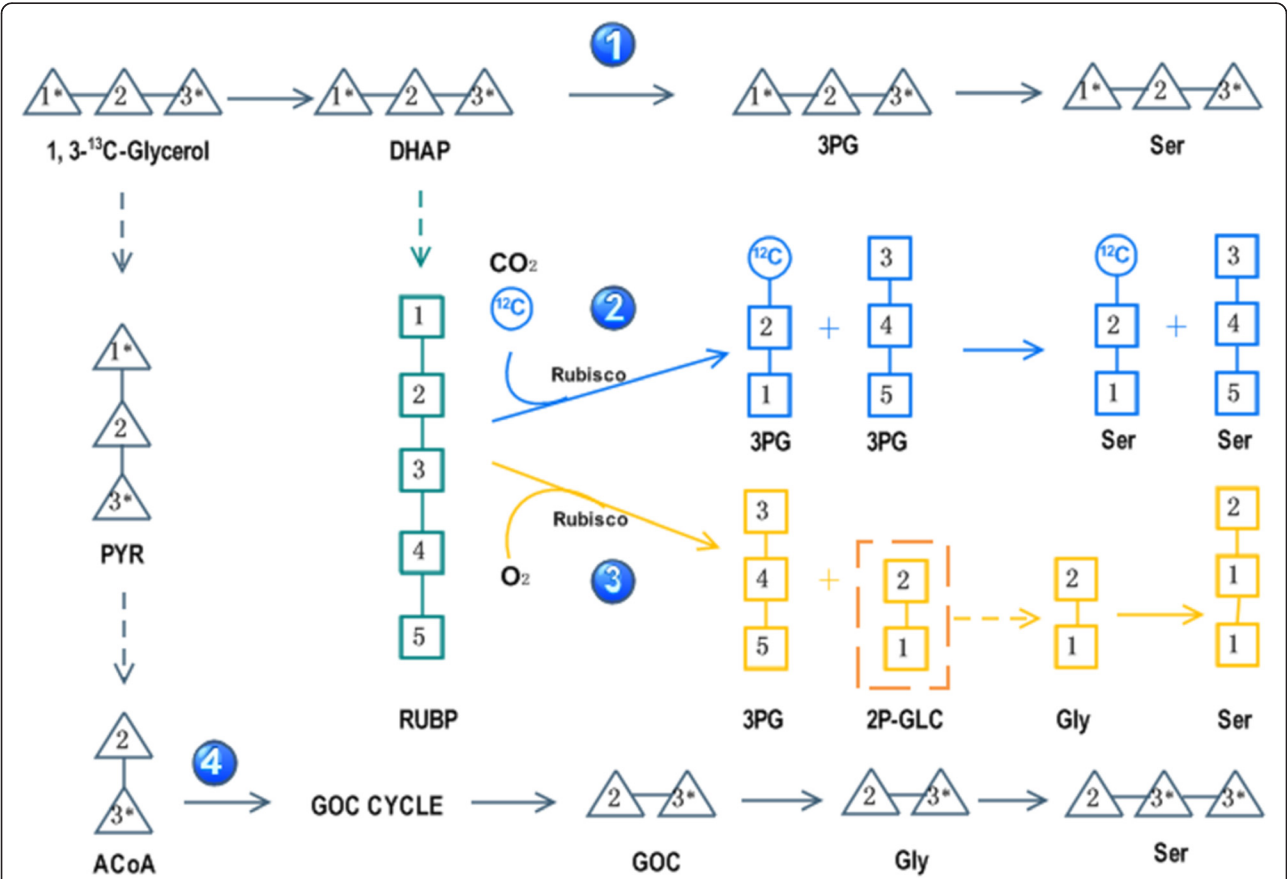 1
1* 2 3*
1* 2 3*
1* 2 3*
1* 2 3*
1, 3-¹³C-Glycerol
DHAP
3PG
Ser
1*
2
3*
PYR
2
3*
ACoA
1
2
3
4
5
RUBP
CO₂
¹²C
2
Rubisco
¹²C
2
1
3PG
+
3
4
5
3PG
¹²C
2
1
Ser
+
3
4
5
Ser
Rubisco
O₂
3
3
4
5
3PG
+
2
1
2P-GLC
2
1
Gly
2
1
1
Ser
4
GOC CYCLE
2 3*
GOC
2 3*
Gly
2 3* 3*
Ser